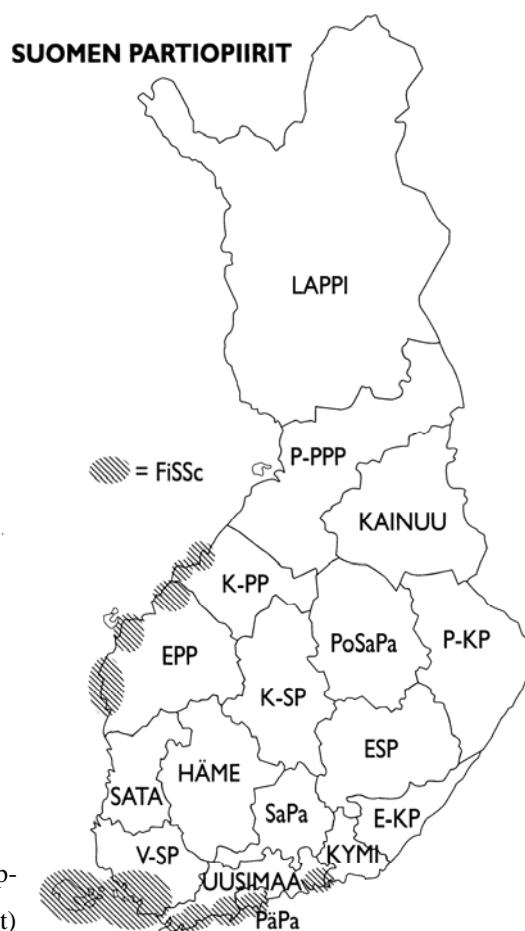 SUOMEN PARTIOPIIRIT
LAPPI
P-PPP
= FiSSc
KAINUU
K-PP
PoSaPa
P-KP
EPP
K-SP
ESP
HÄME
SATA
SaPa
E-KP
KYMI
V-SP
UUSIMAA
PäPa
p-
t)